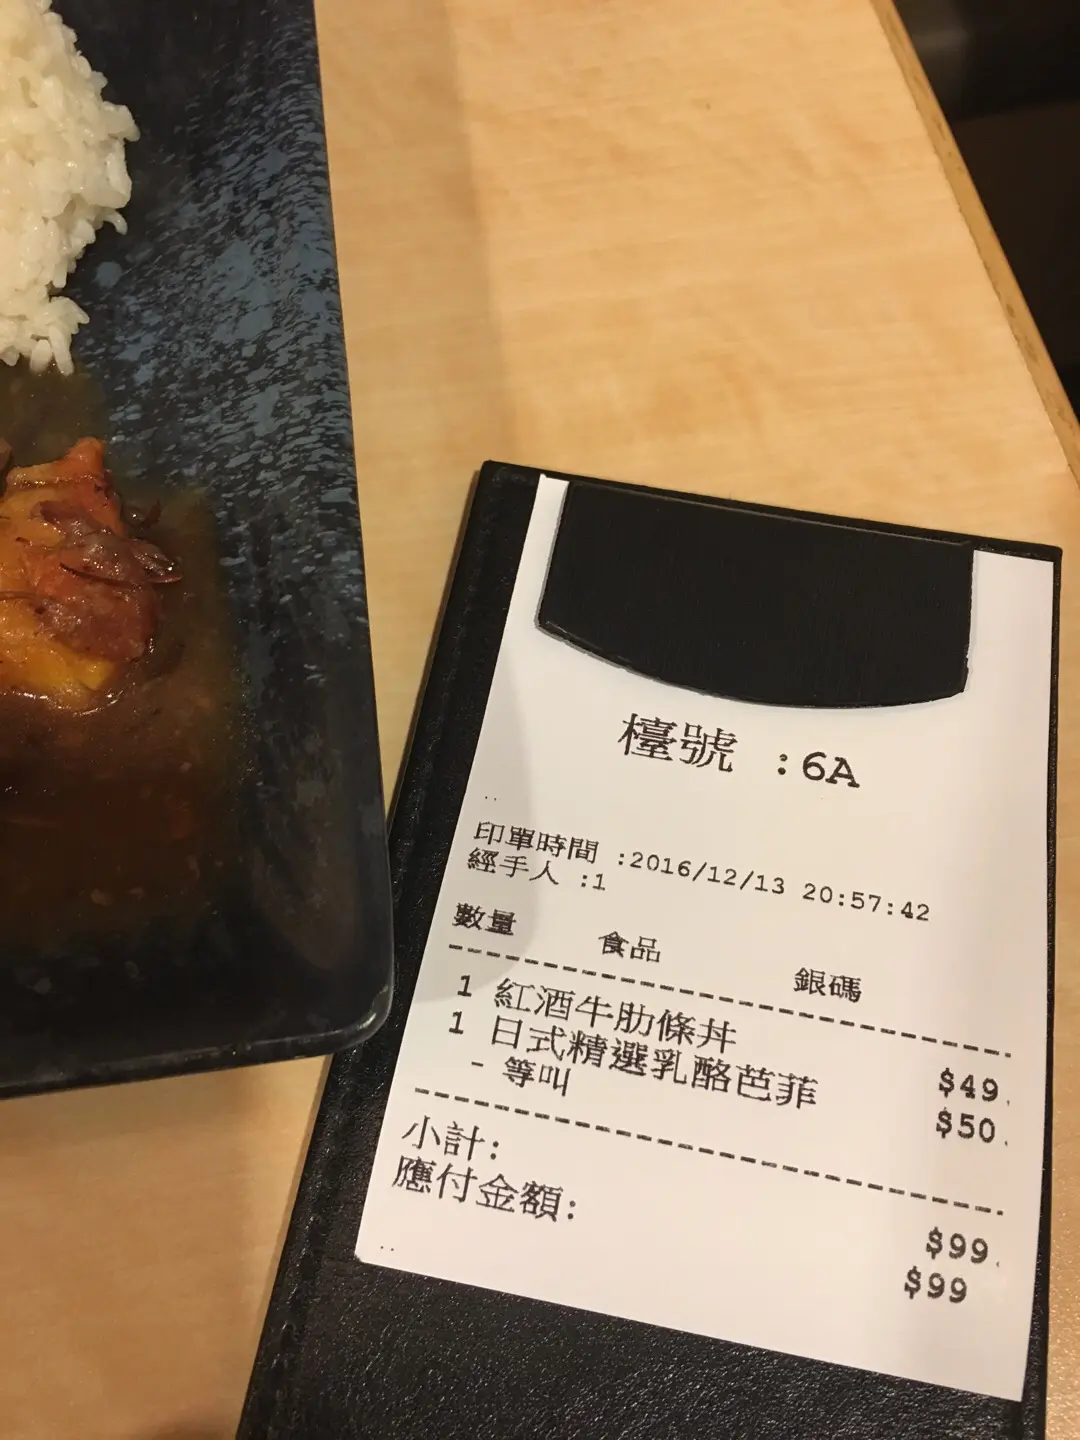 檯號 :6A
印單時間 :2016/12/13 20:57:42
經手人 :1
數量 食品 銀碼
1 紅酒牛肋條丼 $49.
1 日式精選乳酪芭菲 $50.
- 等叫
小計: $99.
應付金額: $99